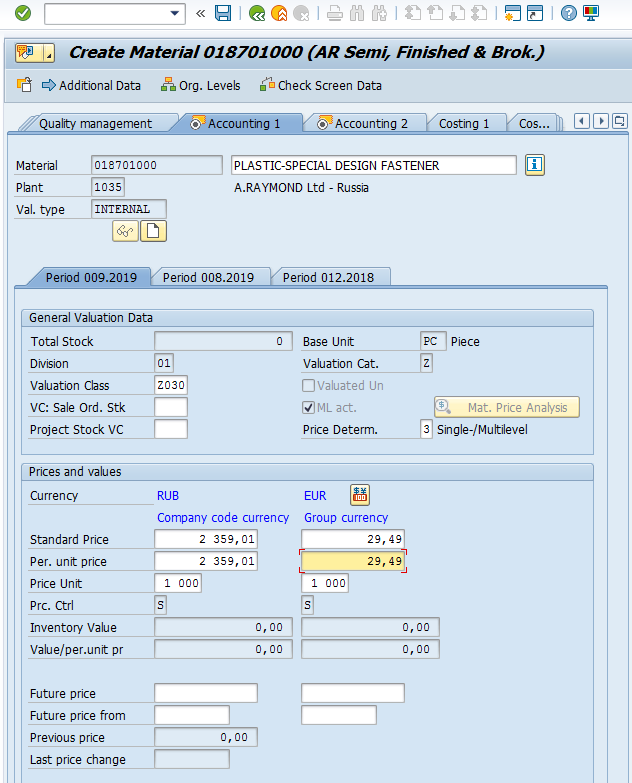 Create Material 018701000 (AR Semi, Finished & Brok.)
Additional Data Org. Levels Check Screen Data
Quality management Accounting 1 Accounting 2 Costing 1 Cos...
Material 018701000 PLASTIC-SPECIAL DESIGN FASTENER
Plant 1035 A.RAYMOND Ltd - Russia
Val. type INTERNAL
Period 009.2019 Period 008.2019 Period 012.2018
General Valuation Data
Total Stock 0 Base Unit PC Piece
Division 01 Valuation Cat. Z
Valuation Class Z030 Valuated Un
VC: Sale Ord. Stk ML act. Mat. Price Analysis
Project Stock VC Price Determ. 3 Single-/Multilevel
Prices and values
Currency RUB EUR
Company code currency Group currency
Standard Price 2 359,01 29,49
Per. unit price 2 359,01 29,49
Price Unit 1 000 1 000
Prc. Ctrl S S
Inventory Value 0,00 0,00
Value/per.unit pr 0,00 0,00
Future price
Future price from
Previous price 0,00
Last price change